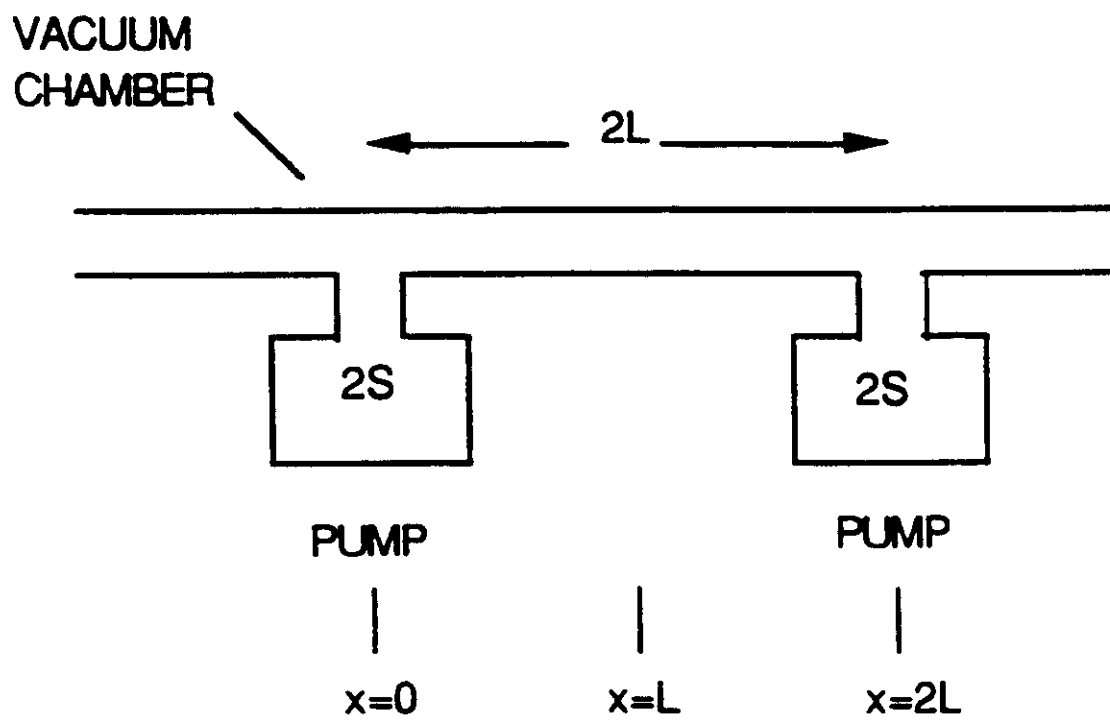 VACUUM
CHAMBER
2L
2S
2S
PUMP
PUMP
x=0
x=L
x=2L